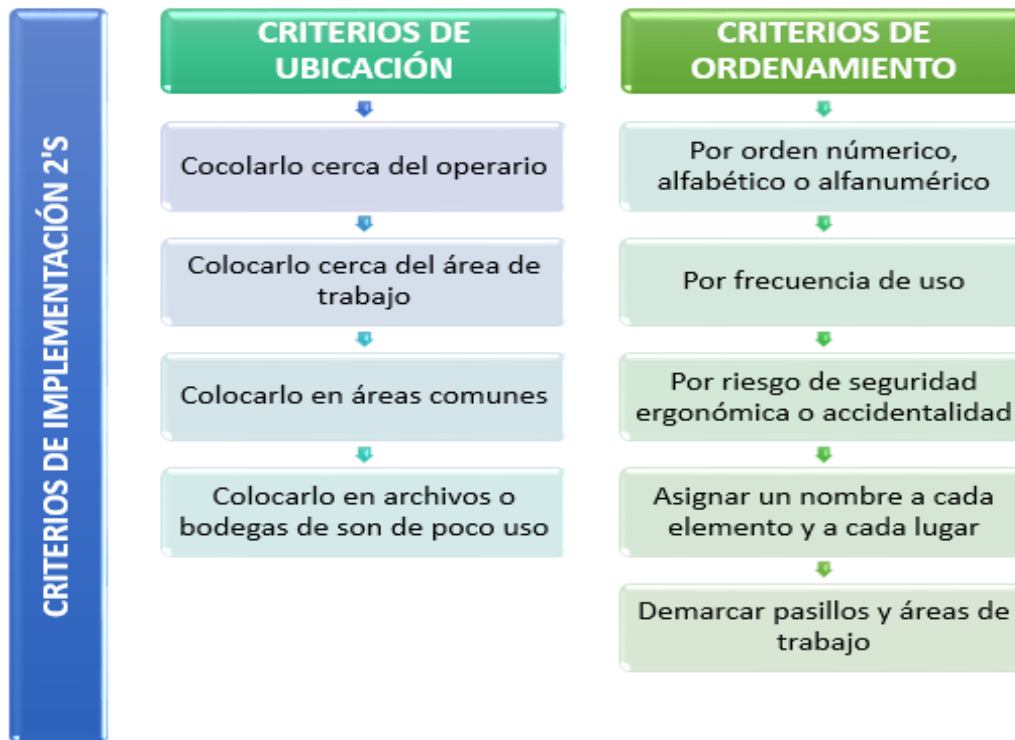 CRITERIOS DE IMPLEMENTACIÓN 2'S
CRITERIOS DE
UBICACIÓN
Cocolarlo cerca del operario
Colocarlo cerca del área de
trabajo
Colocarlo en áreas comunes
Colocarlo en archivos o
bodegas de son de poco uso
CRITERIOS DE
ORDENAMIENTO
Por orden númerico,
alfabético o alfanumérico
Por frecuencia de uso
Por riesgo de seguridad
ergonómica o accidentalidad
Asignar un nombre a cada
elemento y a cada lugar
Demarcar pasillos y áreas de
trabajo